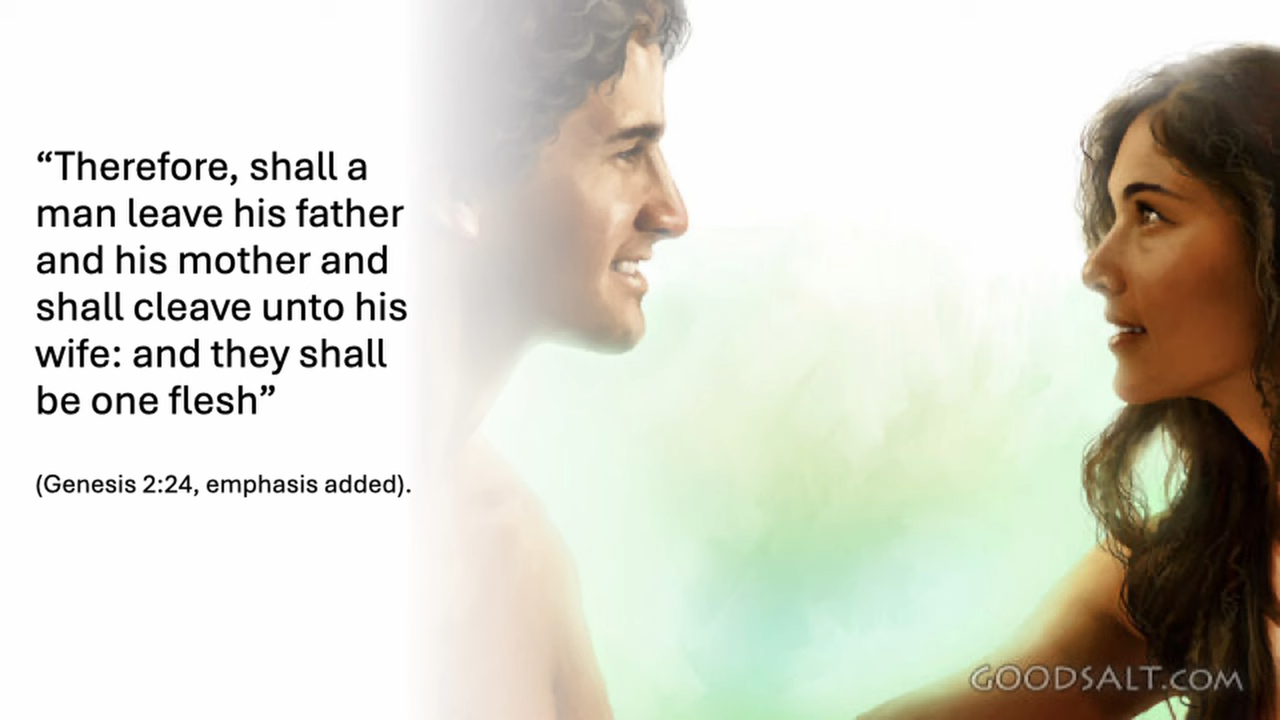 “Therefore, shall a
man leave his father
and his mother and
shall cleave unto his
wife: and they shall
be one flesh”
(Genesis 2:24, emphasis added).
GOODSALT.COM